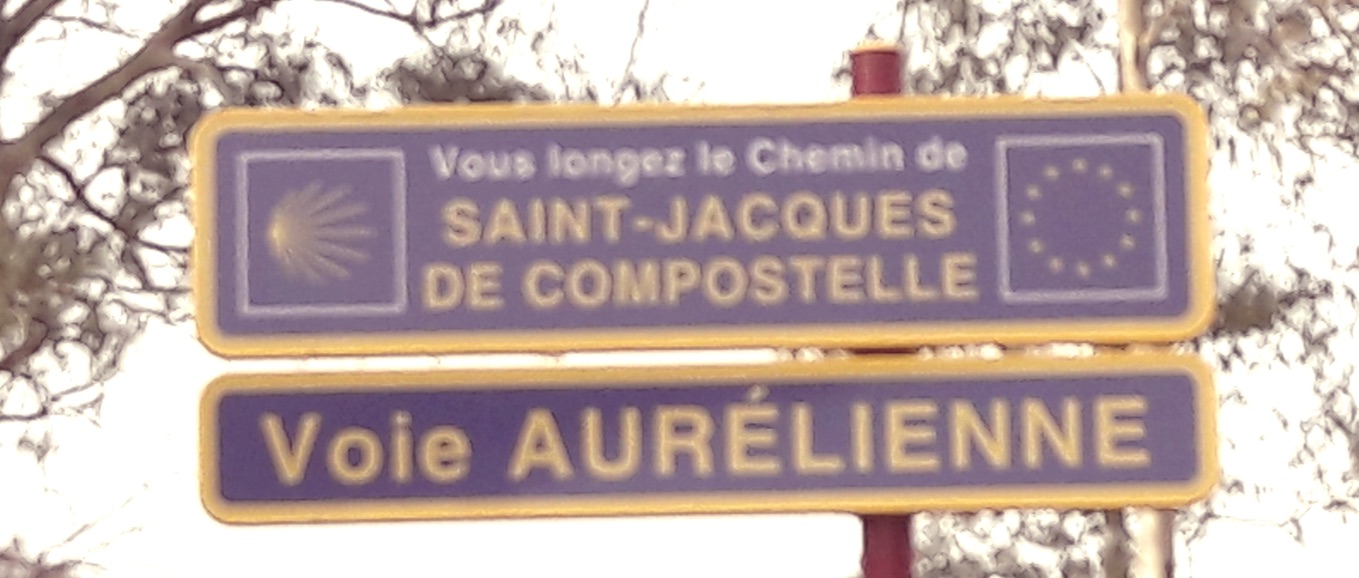 Vous longez le Chemin de
SAINT-JACQUES
DE COMPOSTELLE
Voie AURÉLIENNE